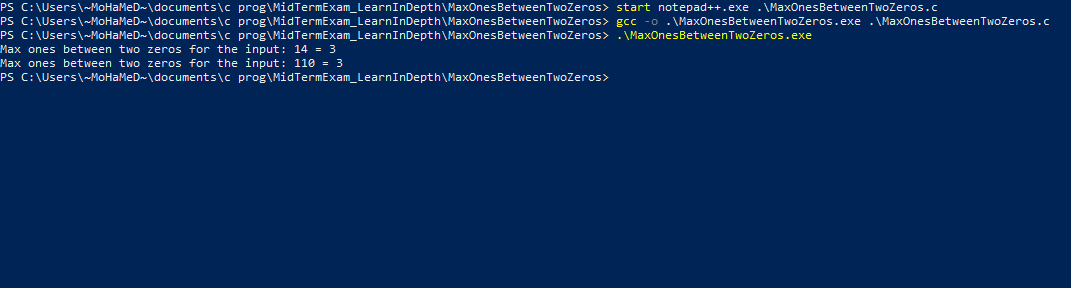 PS C:\Users\~MoHaMeD~\documents\c prog\MidTermExam_LearnInDepth\MaxOnesBetweenTwoZeros> start notepad++.exe .\MaxOnesBetweenTwoZeros.c
PS C:\Users\~MoHaMeD~\documents\c prog\MidTermExam_LearnInDepth\MaxOnesBetweenTwoZeros> gcc -o .\MaxOnesBetweenTwoZeros.exe .\MaxOnesBetweenTwoZeros.c
PS C:\Users\~MoHaMeD~\documents\c prog\MidTermExam_LearnInDepth\MaxOnesBetweenTwoZeros> .\MaxOnesBetweenTwoZeros.exe
Max ones between two zeros for the input: 14 = 3
Max ones between two zeros for the input: 110 = 3
PS C:\Users\~MoHaMeD~\documents\c prog\MidTermExam_LearnInDepth\MaxOnesBetweenTwoZeros>